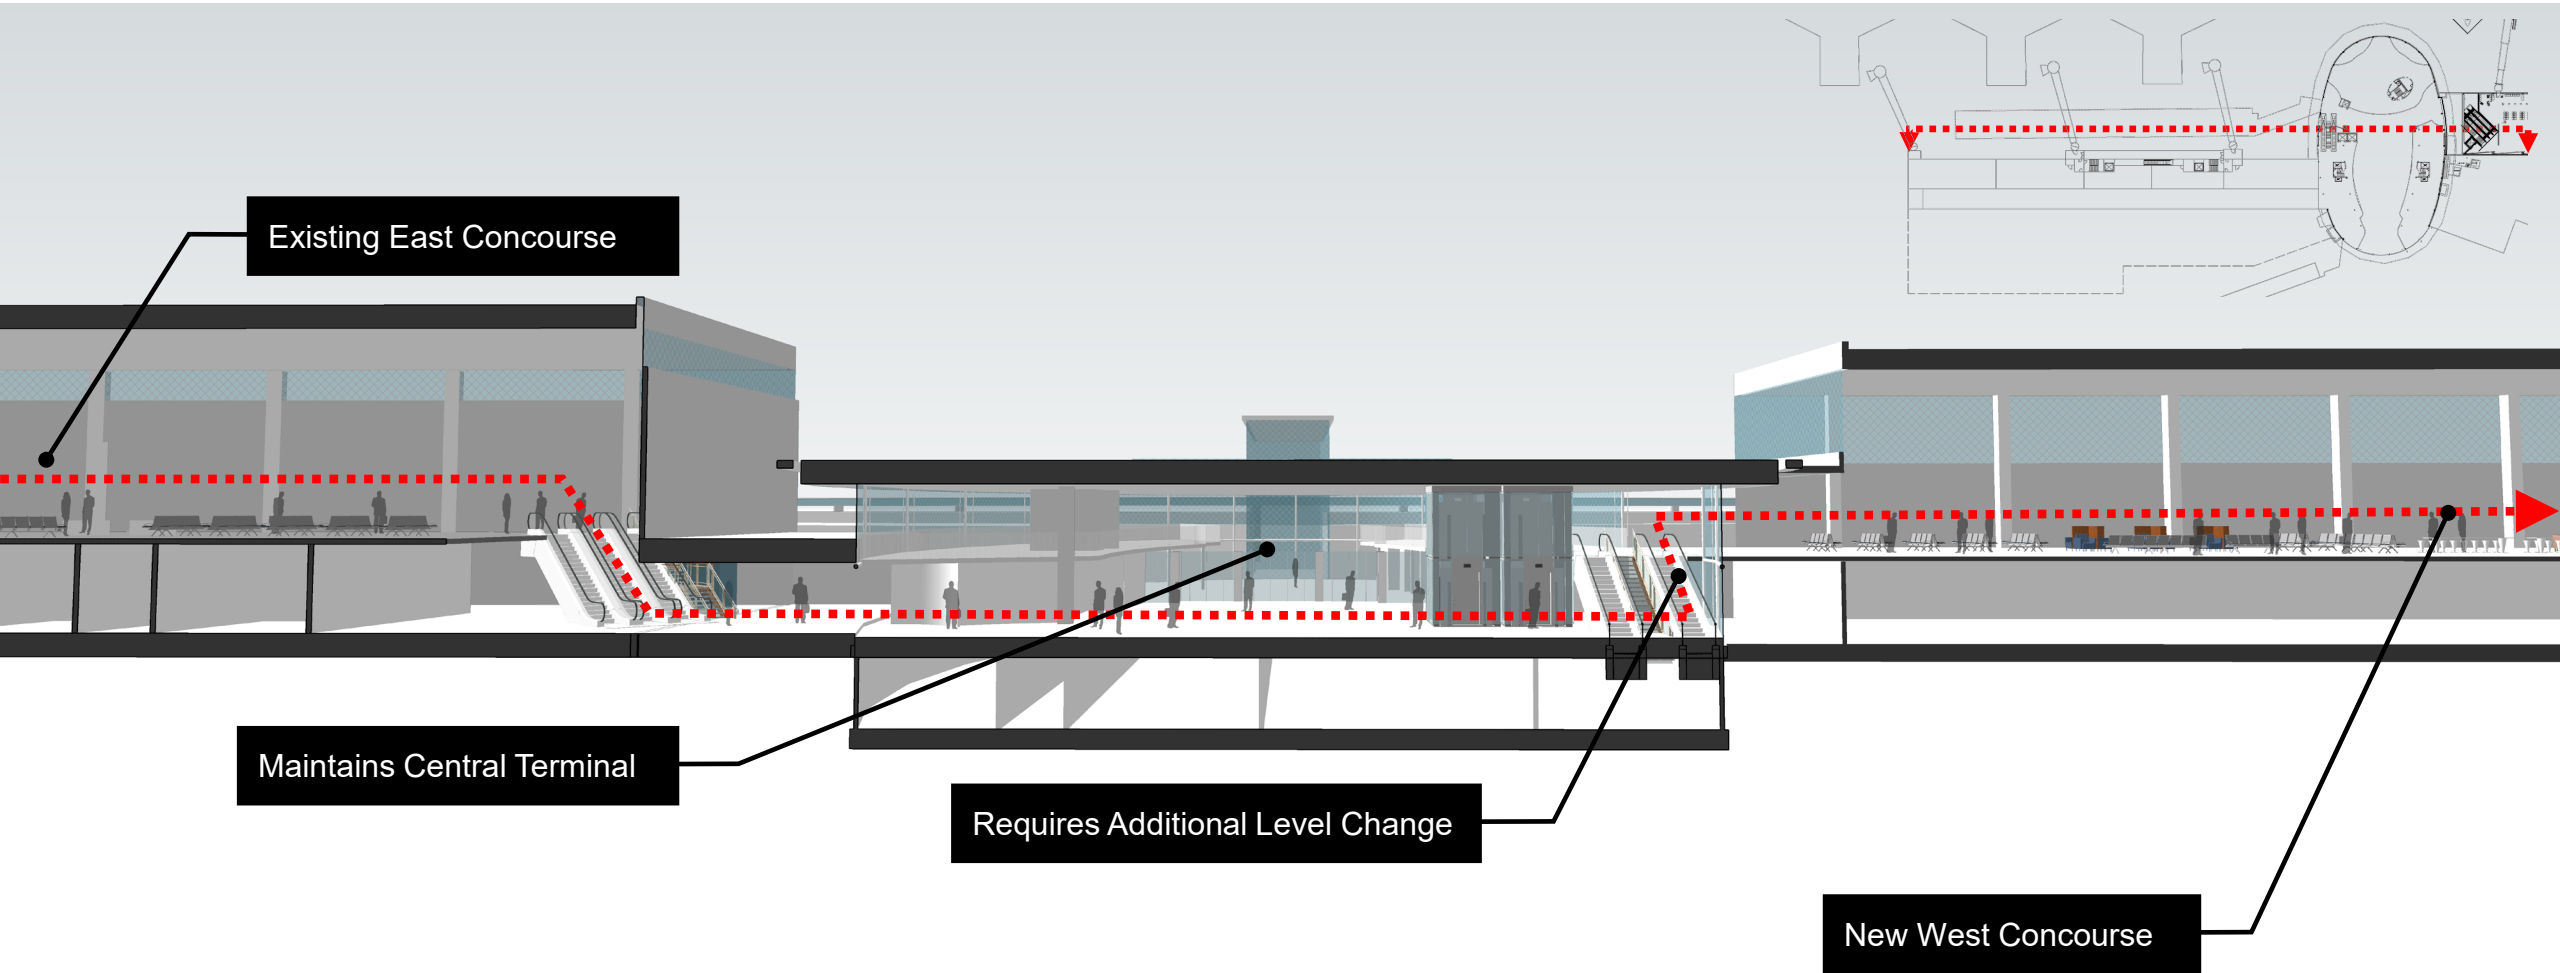 Existing East Concourse
Maintains Central Terminal
Requires Additional Level Change
New West Concourse